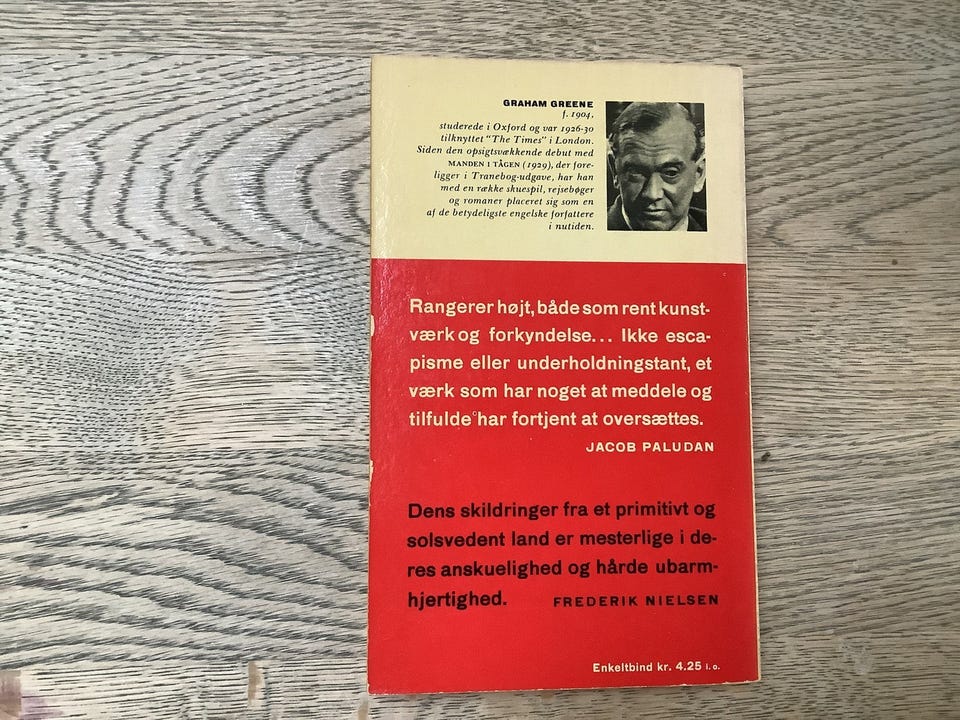 GRAHAM GREENE
f. 1904,
studerede i Oxford og var 1926-30
tilknyttet "The Times" i London.
Siden den opsigtsvækkende debut med
MANDEN I TÅGEN (1929), der fore-
ligger i Tranebog-udgave, har han
med en række skuespil, rejsebøger
og romaner placeret sig som en
af de betydeligste engelske forfattere
i nutiden.
Rangerer højt, både som rent kunst-
værk og forkyndelse... Ikke esca-
pisme eller underholdningstant, et
værk som har noget at meddele og
tilfulde har fortjent at oversættes.
JACOB PALUDAN
Dens skildringer fra et primitivt og
solsvedent land er mesterlige i de-
res anskuelighed og hårde ubarm-
hjertighed. FREDERIK NIELSEN
Enkeltbind kr. 4.25 i.o.